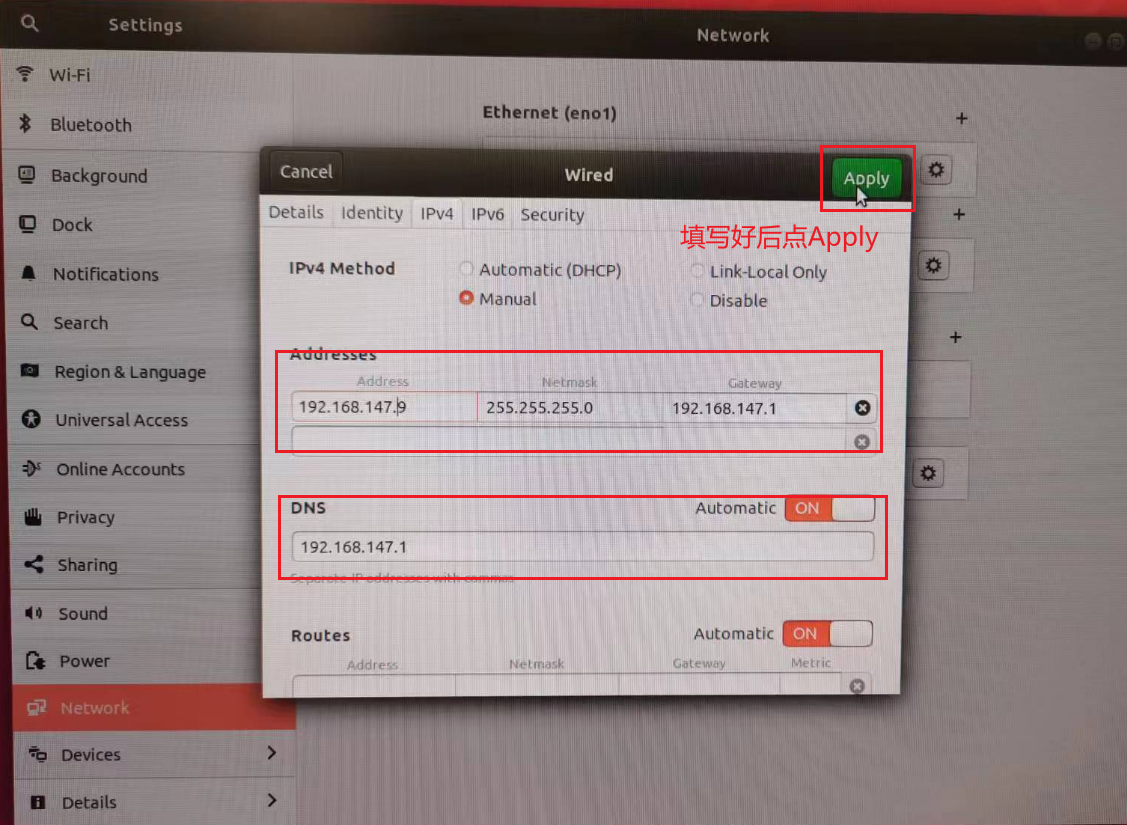 Settings
Network
Wi-Fi
Bluetooth
Background
Dock
Notifications
Search
Region & Language
Universal Access
Online Accounts
Privacy
Sharing
Sound
Power
Network
Devices
Details
Ethernet (eno1)
Cancel
Wired
Apply
Details
Identity
IPv4
IPv6
Security
填写好后点Apply
IPv4 Method
Automatic (DHCP)
Link-Local Only
Manual
Disable
Addresses
Address
Netmask
Gateway
192.168.147.9
255.255.255.0
192.168.147.1
DNS
Automatic
ON
192.168.147.1
Separate IP addresses with commas
Routes
Automatic
ON
Address
Netmask
Gateway
Metric